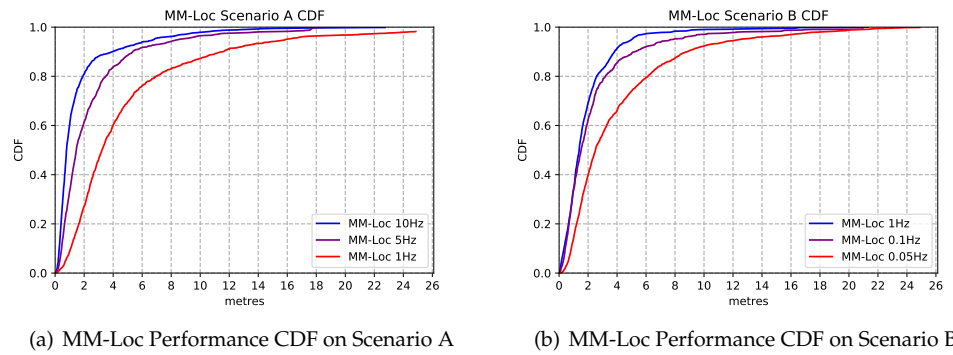 MM-Loc Scenario A CDF
1.0
0.8
0.6
0.4
0.2
0.0
CDF
0 2 4 6 8 10 12 14 16 18 20 22 24 26
metres
MM-Loc 10Hz
MM-Loc 5Hz
MM-Loc 1Hz
(a) MM-Loc Performance CDF on Scenario A
MM-Loc Scenario B CDF
1.0
0.8
0.6
0.4
0.2
0.0
CDF
0 2 4 6 8 10 12 14 16 18 20 22 24 26
metres
MM-Loc 1Hz
MM-Loc 0.1Hz
MM-Loc 0.05Hz
(b) MM-Loc Performance CDF on Scenario B